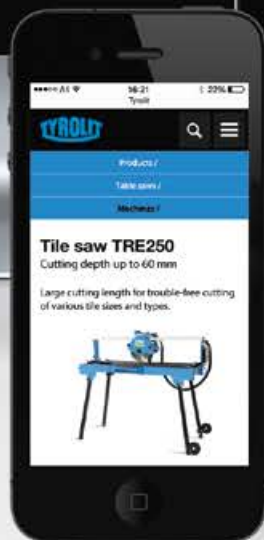 16:21
22%
Tyrolit
TYROLIT
Products /
Table saws /
Machines /
Tile saw TRE250
Cutting depth up to 60 mm
Large cutting length for trouble-free cutting
of various tile sizes and types.